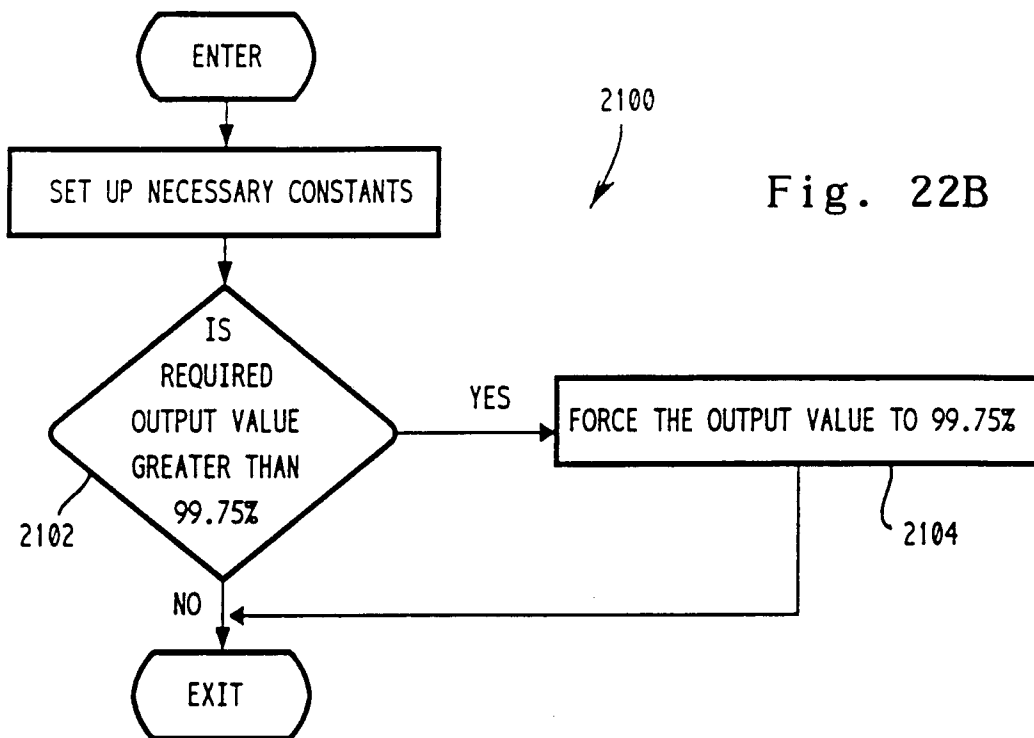 ENTER
2100
SET UP NECESSARY CONSTANTS
Fig. 22B
IS
REQUIRED
OUTPUT VALUE
GREATER THAN
99.75%
YES
FORCE THE OUTPUT VALUE TO 99.75%
2102
2104
NO
EXIT